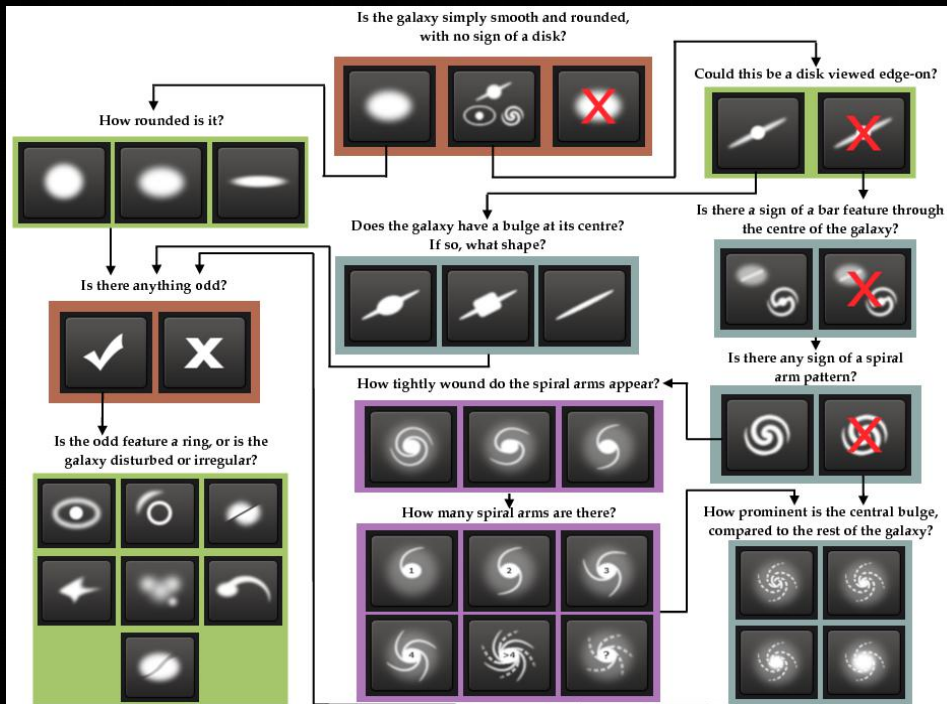 Is the galaxy simply smooth and rounded,
with no sign of a disk?
Could this be a disk viewed edge-on?
How rounded is it?
Is there a sign of a bar feature through
the centre of the galaxy?
Does the galaxy have a bulge at its centre?
If so, what shape?
Is there anything odd?
Is there any sign of a spiral
arm pattern?
How tightly wound do the spiral arms appear?
Is the odd feature a ring, or is the
galaxy disturbed or irregular?
How many spiral arms are there?
1
2
3
4
>4
?
How prominent is the central bulge,
compared to the rest of the galaxy?